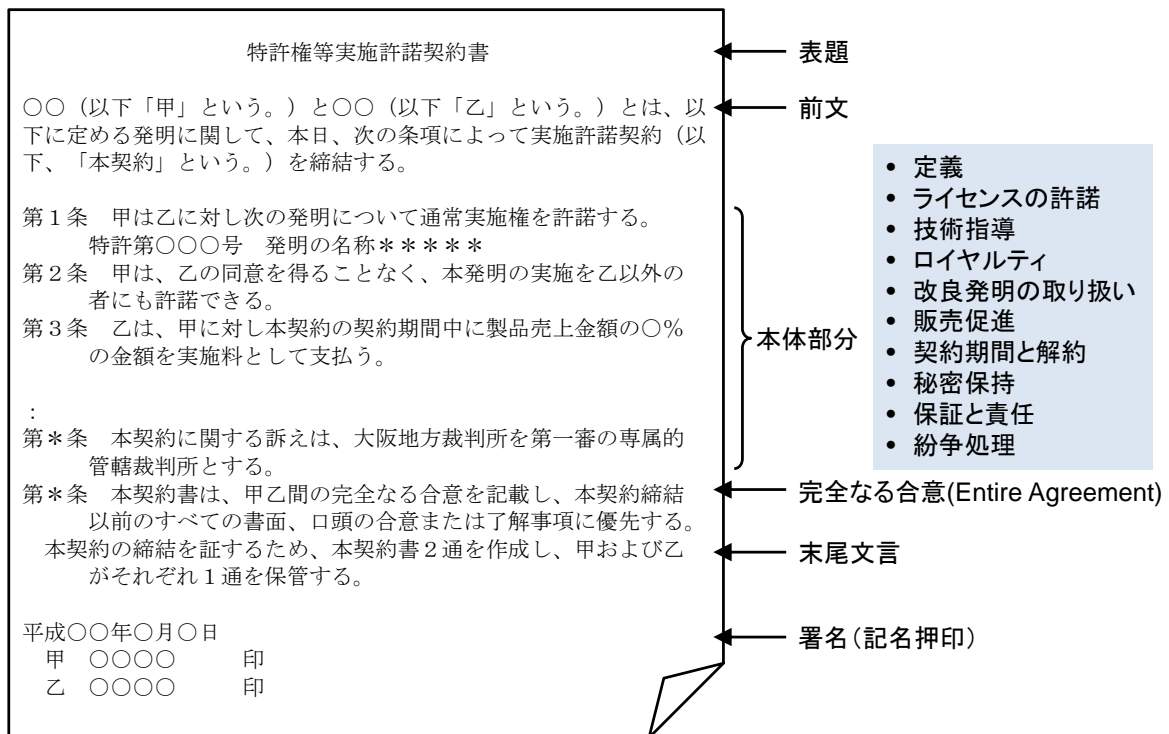 特許権等実施許諾契約書
○○（以下「甲」という。）と○○（以下「乙」という。）とは、以
下に定める発明に関して、本日、次の条項によって実施許諾契約（以
下、「本契約」という。）を締結する。
第１条　甲は乙に対し次の発明について通常実施権を許諾する。
特許第○○○号　発明の名称＊＊＊＊＊
第２条　甲は、乙の同意を得ることなく、本発明の実施を乙以外の
者にも許諾できる。
第３条　乙は、甲に対し本契約の契約期間中に製品売上金額の○％
の金額を実施料として支払う。
：
第＊条　本契約に関する訴えは、大阪地方裁判所を第一審の専属的
管轄裁判所とする。
第＊条　本契約書は、甲乙間の完全なる合意を記載し、本契約締結
以前のすべての書面、口頭の合意または了解事項に優先する。
本契約の締結を証するため、本契約書２通を作成し、甲および乙
がそれぞれ１通を保管する。
平成○○年○月○日
甲　○○○○　　　印
乙　○○○○　　　印
表題
前文
本体部分
• 定義
• ライセンスの許諾
• 技術指導
• ロイヤルティ
• 改良発明の取り扱い
• 販売促進
• 契約期間と解約
• 秘密保持
• 保証と責任
• 紛争処理
完全なる合意(Entire Agreement)
末尾文言
署名（記名押印）